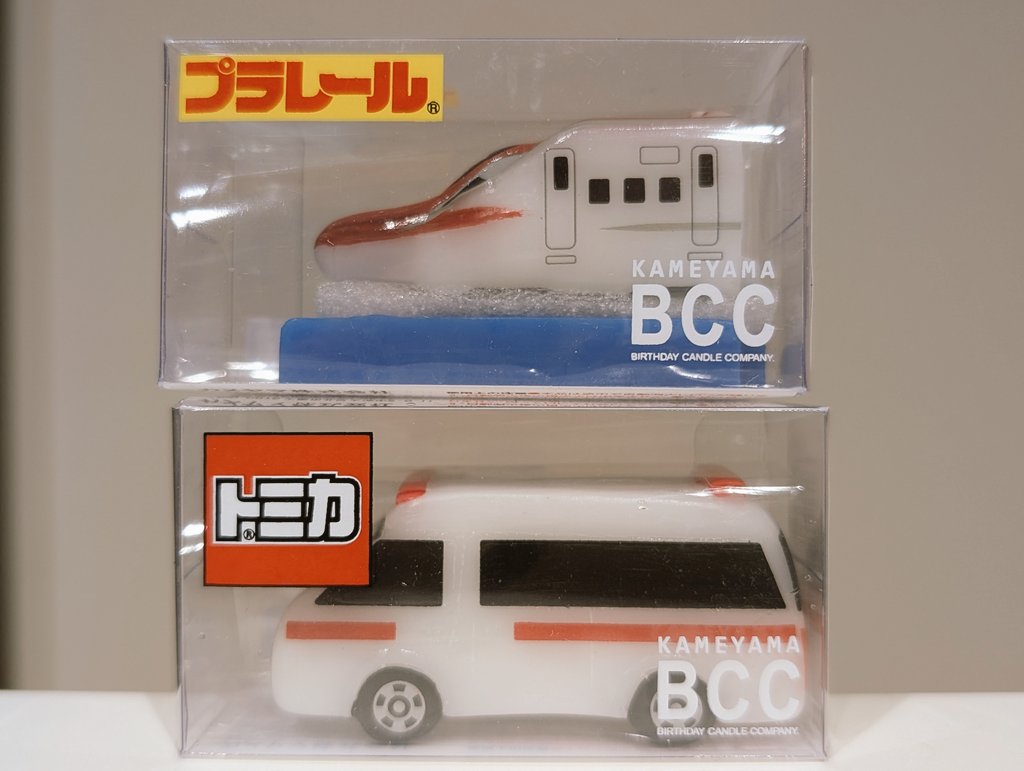 プラレール®
KAMEYAMA
BCC
BIRTHDAY CANDLE COMPANY.
トミカ®
KAMEYAMA
BCC
BIRTHDAY CANDLE COMPANY.